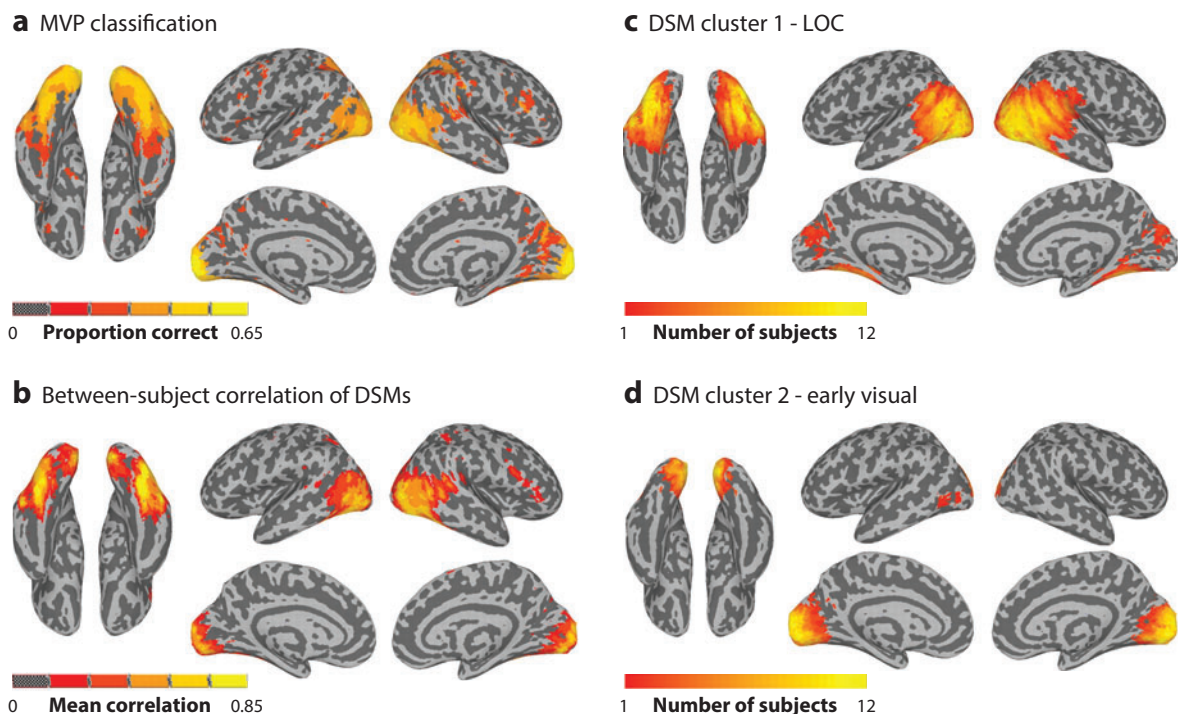 a MVP classification
0 Proportion correct 0.65
b Between-subject correlation of DSMs
0 Mean correlation 0.85
c DSM cluster 1 - LOC
1 Number of subjects 12
d DSM cluster 2 - early visual
1 Number of subjects 12